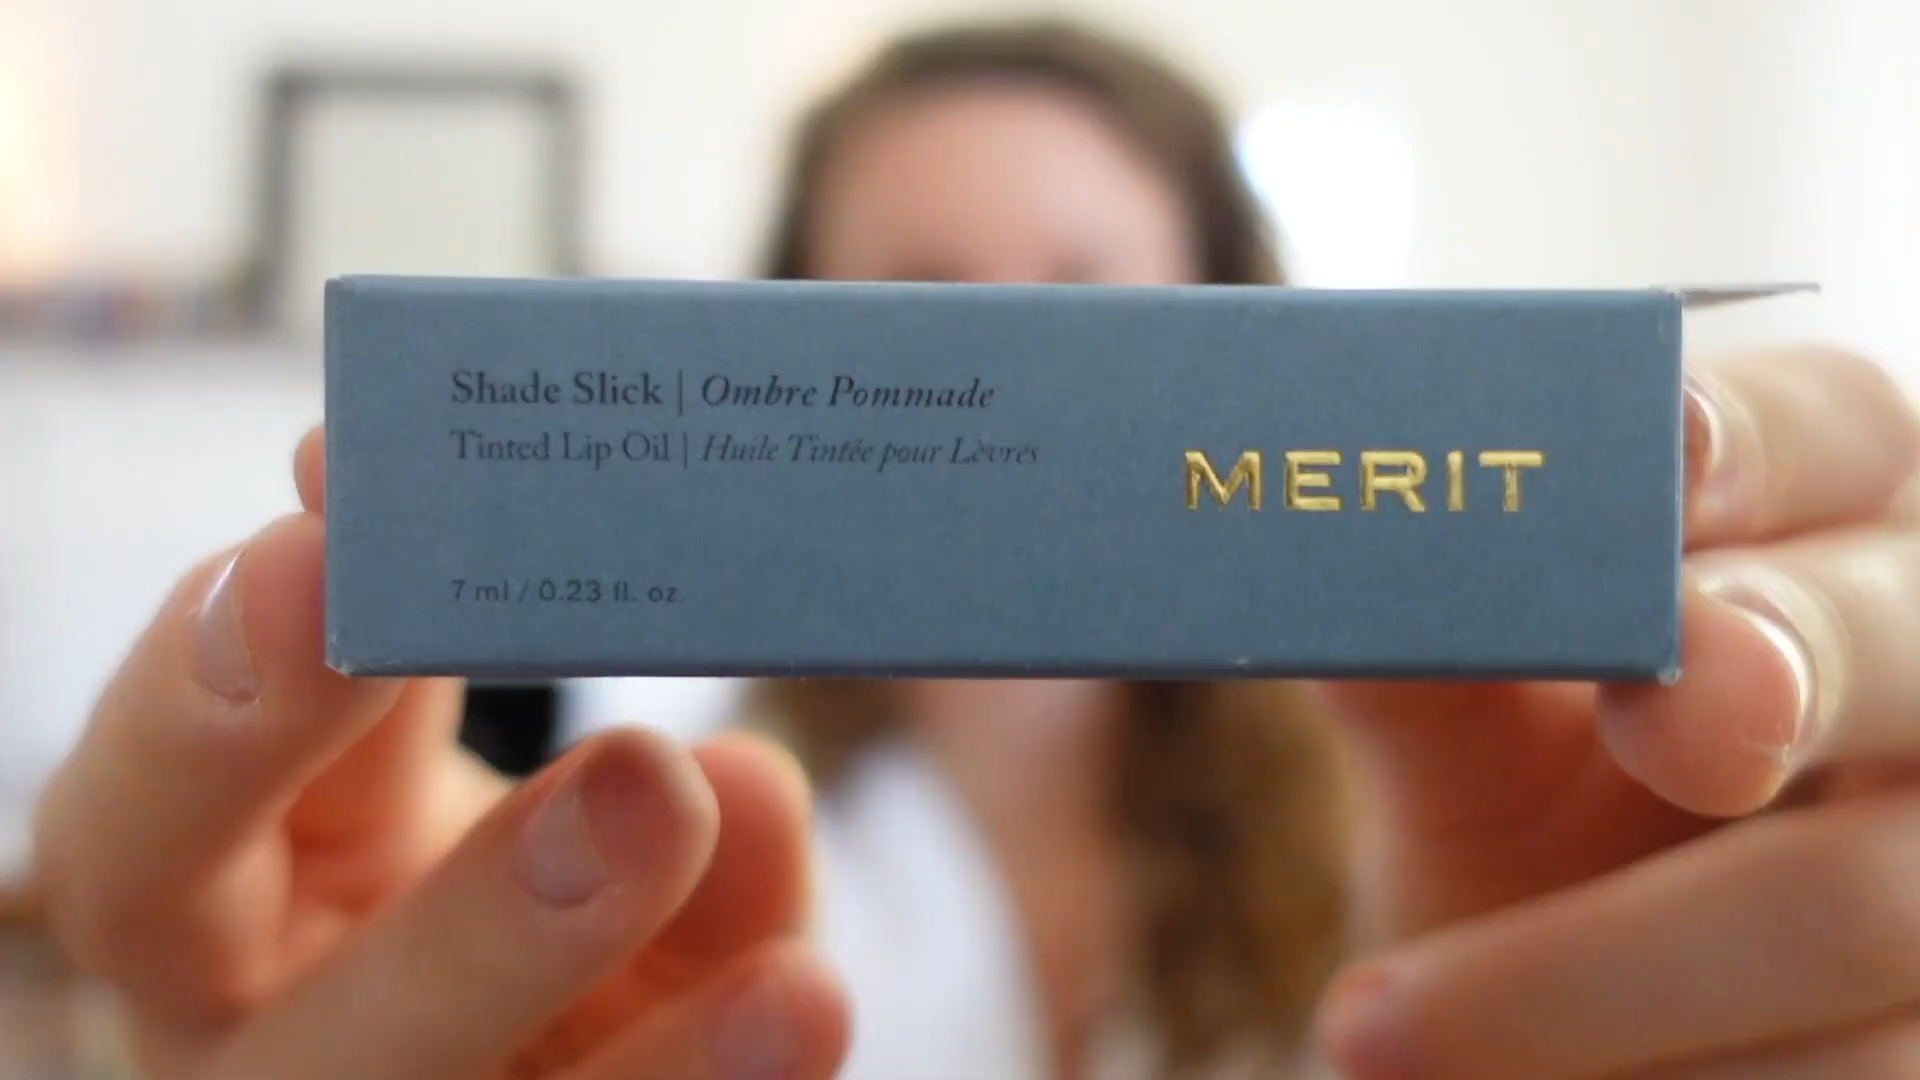 Shade Slick | Ombre Pommade
Tinted Lip Oil | Huile Tintée pour Lèvres
MERIT
7 ml / 0.23 fl. oz.